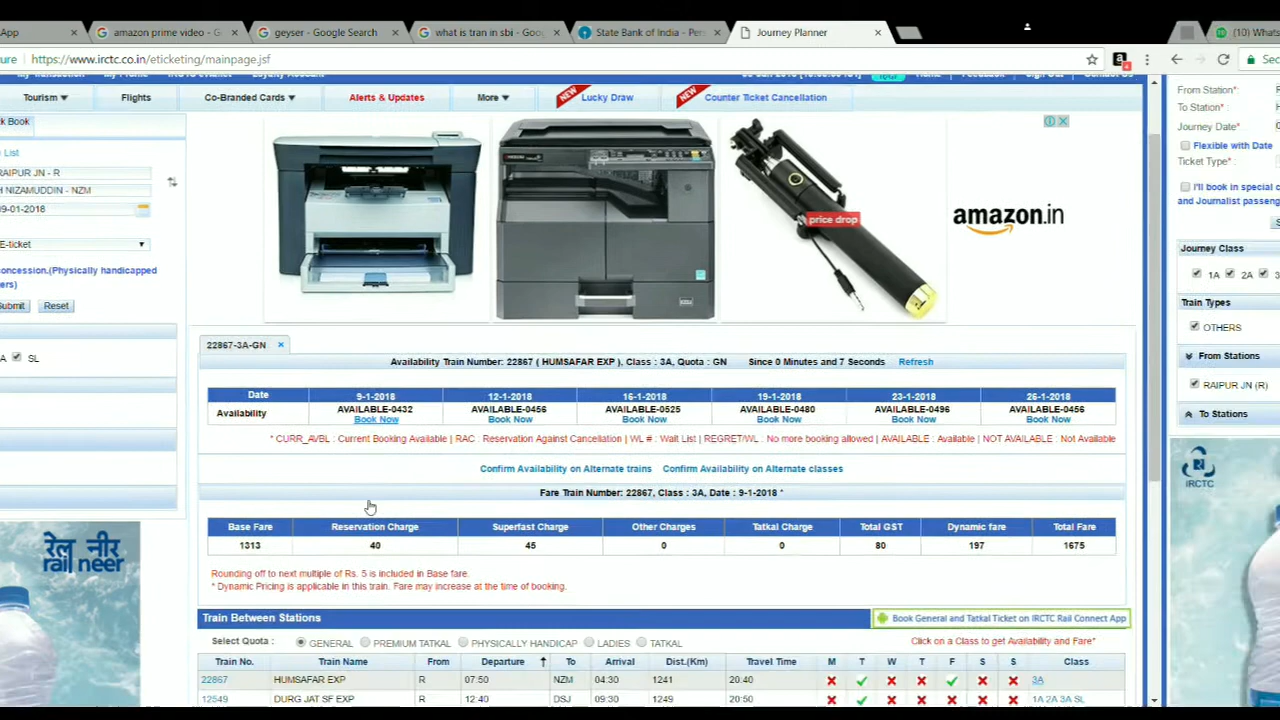 App
amazon prime video - G
geyser - Google Search
what is tran in sbi - Goo
State Bank of India - Per
Journey Planner
(10) Whats
ure https://www.irctc.co.in/eticketing/mainpage.jsf
Sec
Tourism
Flights
Co-Branded Cards
Alerts & Updates
More
NEW Lucky Draw
NEW Counter Ticket Cancellation
ck Book
List
RAIPUR JN - R
H NIZAMUDDIN - NZM
9-01-2018
E-ticket
concession.(Physically handicapped
ers)
Submit Reset
A SL
price drop
amazon.in
22867-3A-GN
Availability Train Number: 22867 ( HUMSAFAR EXP ), Class : 3A, Quota : GN Since 0 Minutes and 7 Seconds Refresh
Date 9-1-2018 12-1-2018 16-1-2018 19-1-2018 23-1-2018 26-1-2018
Availability AVAILABLE-0432 AVAILABLE-0456 AVAILABLE-0525 AVAILABLE-0480 AVAILABLE-0496 AVAILABLE-0456
Book Now Book Now Book Now Book Now Book Now Book Now
* CURR_AVBL : Current Booking Available | RAC : Reservation Against Cancellation | WL # : Wait List | REGRET/WL : No more booking allowed | AVAILABLE : Available | NOT AVAILABLE : Not Available
Confirm Availability on Alternate trains Confirm Availability on Alternate classes
Fare Train Number: 22867, Class : 3A, Date : 9-1-2018 *
Base Fare Reservation Charge Superfast Charge Other Charges Tatkal Charge Total GST Dynamic fare Total Fare
1313 40 45 0 0 80 197 1675
Rounding off to next multiple of Rs. 5 is included in Base fare.
* Dynamic Pricing is applicable in this train. Fare may increase at the time of booking.
Train Between Stations
Book General and Tatkal Ticket on IRCTC Rail Connect App
Select Quota : GENERAL PREMIUM TATKAL PHYSICALLY HANDICAP LADIES TATKAL Click on a Class to get Availability and Fare*
Train No. Train Name From Departure To Arrival Dist.(Km) Travel Time M T W T F S S Class
22867 HUMSAFAR EXP R 07:50 NZM 04:30 1241 20:40 3A
12549 DURG JAT SF EXP R 12:40 DSJ 09:30 1249 20:50 1A 2A 3A SL
रेल नीर
rail neer
From Station*:
To Station* :
Journey Date*
Flexible with Date
Ticket Type* :
I'll book in special c
and Journalist passeng
Journey Class
1A 2A 3
Train Types
OTHERS
From Stations
RAIPUR JN (R)
To Stations
IRCTC